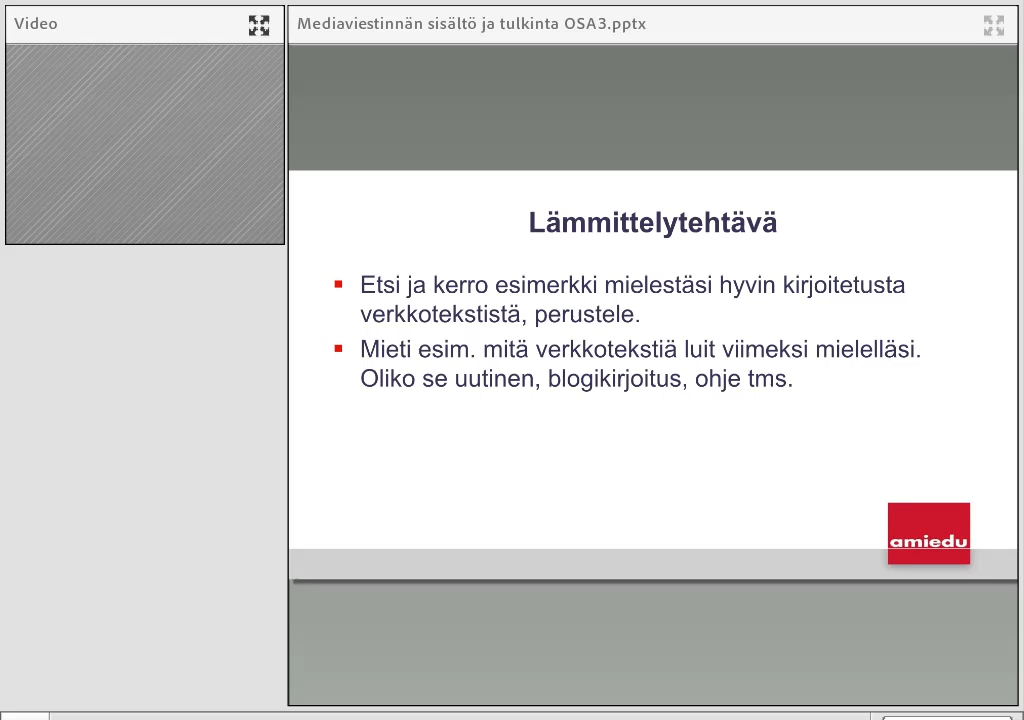 Video
Mediaviestinnän sisältö ja tulkinta OSA3.pptx
Lämmittelytehtävä
Etsi ja kerro esimerkki mielestäsi hyvin kirjoitetusta
verkkotekstistä, perustele.
Mieti esim. mitä verkkotekstiä luit viimeksi mielelläsi.
Oliko se uutinen, blogikirjoitus, ohje tms.
amiedu